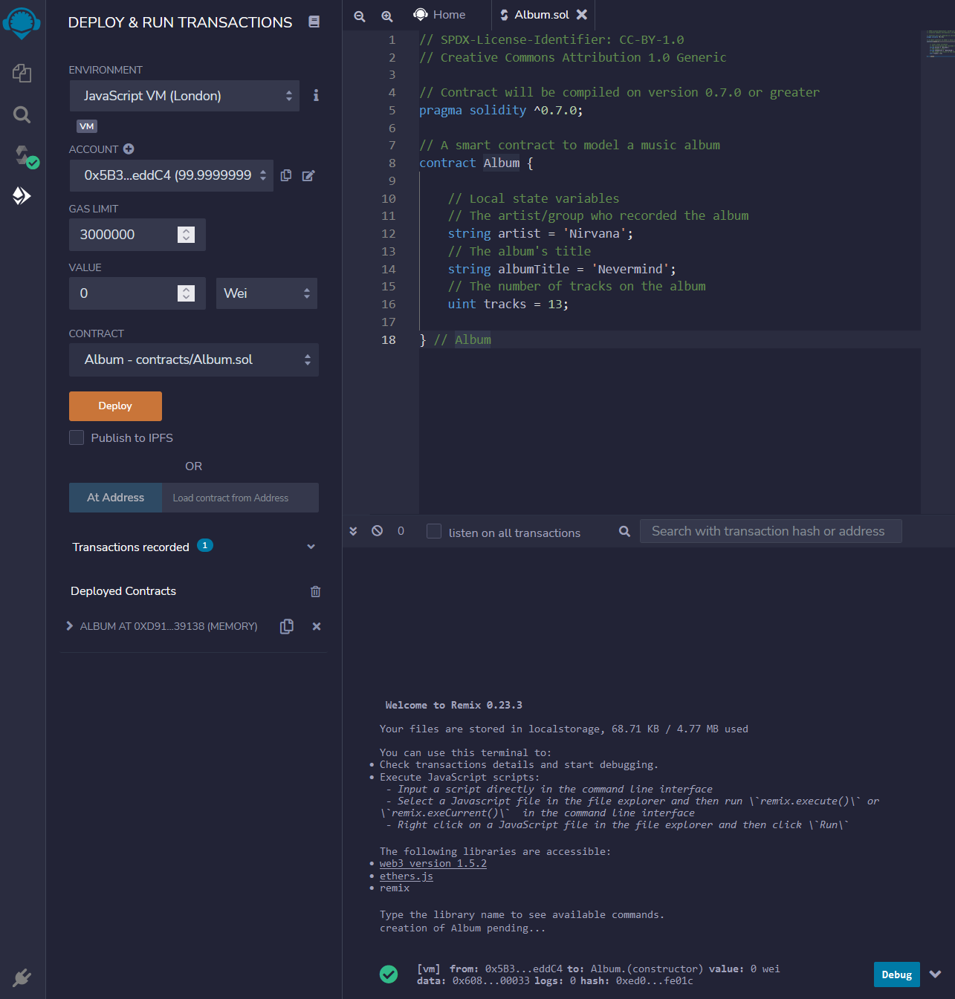 DEPLOY & RUN TRANSACTIONS
ENVIRONMENT
JavaScript VM (London)
VM
ACCOUNT
0x5B3...eddC4 (99.9999999
GAS LIMIT
3000000
VALUE
0
Wei
CONTRACT
Album - contracts/Album.sol
Deploy
Publish to IPFS
OR
At Address
Load contract from Address
Transactions recorded 1
Deployed Contracts
ALBUM AT 0XD91...39138 (MEMORY)
Home
Album.sol
1 // SPDX-License-Identifier: CC-BY-1.0
2 // Creative Commons Attribution 1.0 Generic
3
4 // Contract will be compiled on version 0.7.0 or greater
5 pragma solidity ^0.7.0;
6
7 // A smart contract to model a music album
8 contract Album {
9
10 // Local state variables
11 // The artist/group who recorded the album
12 string artist = 'Nirvana';
13 // The album's title
14 string albumTitle = 'Nevermind';
15 // The number of tracks on the album
16 uint tracks = 13;
17
18 } // Album
0
listen on all transactions
Search with transaction hash or address
Welcome to Remix 0.23.3
Your files are stored in localstorage, 68.71 KB / 4.77 MB used
You can use this terminal to:
• Check transactions details and start debugging.
• Execute JavaScript scripts:
- Input a script directly in the command line interface
- Select a Javascript file in the file explorer and then run \`remix.execute()\` or
\`remix.exeCurrent()\` in the command line interface
- Right click on a JavaScript file in the file explorer and then click \`Run\`
The following libraries are accessible:
• web3 version 1.5.2
• ethers.js
• remix
Type the library name to see available commands.
creation of Album pending...
[vm] from: 0x5B3...eddC4 to: Album.(constructor) value: 0 wei
data: 0x608...00033 logs: 0 hash: 0xed0...fe01c
Debug